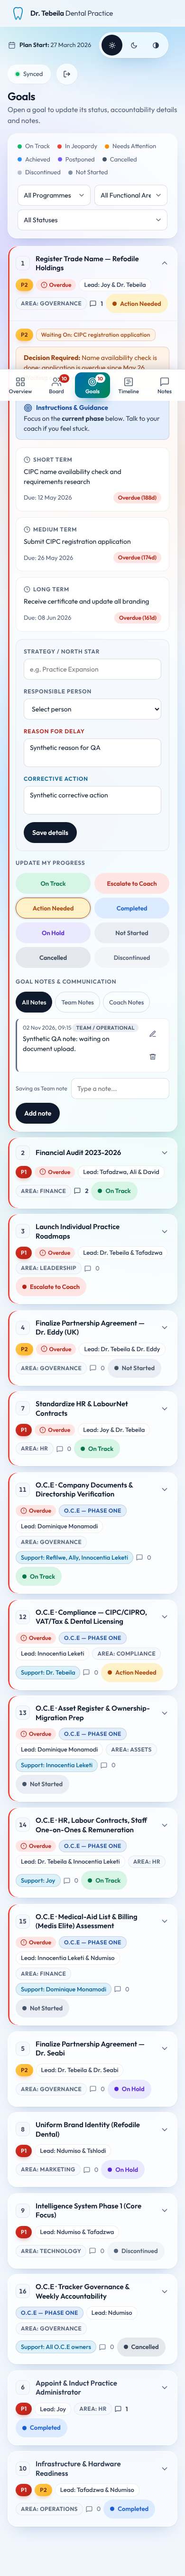 Dr. Tebeila Dental Practice
Plan Start: 27 March 2026
Synced
Goals
Open a goal to update its status, accountability details
and notes.
On Track In Jeopardy Needs Attention
Achieved Postponed Cancelled
Discontinued Not Started
All Programmes All Functional Are
All Statuses
1 Register Trade Name — Refodile
Holdings
P2 Overdue Lead: Joy & Dr. Tebeila
AREA: GOVERNANCE 1 Action Needed
P2 Waiting On: CIPC registration application
Decision Required: Name availability check is
done; application is overdue since May 26.
Overview Board 10 Goals 10 Timeline Notes
Instructions & Guidance
Focus on the current phase below. Talk to your
coach if you feel stuck.
SHORT TERM
CIPC name availability check and
requirements research
Due: 12 May 2026 Overdue (188d)
MEDIUM TERM
Submit CIPC registration application
Due: 26 May 2026 Overdue (174d)
LONG TERM
Receive certificate and update all branding
Due: 08 Jun 2026 Overdue (161d)
STRATEGY / NORTH STAR
e.g. Practice Expansion
RESPONSIBLE PERSON
Select person
REASON FOR DELAY
Synthetic reason for QA
CORRECTIVE ACTION
Synthetic corrective action
Save details
UPDATE MY PROGRESS
On Track Escalate to Coach
Action Needed Completed
On Hold Not Started
Cancelled Discontinued
GOAL NOTES & COMMUNICATION
All Notes Team Notes Coach Notes
02 Nov 2026, 09:15 TEAM / OPERATIONAL
Synthetic QA note: waiting on
document upload.
Saving as Team note Type a note...
Add note
2 Financial Audit 2023-2026
P1 Overdue Lead: Tafadzwa, Ali & David
AREA: FINANCE 2 On Track
3 Launch Individual Practice
Roadmaps
P1 Overdue Lead: Dr. Tebeila & Tafadzwa
AREA: LEADERSHIP 0
Escalate to Coach
4 Finalize Partnership Agreement —
Dr. Eddy (UK)
P2 Overdue Lead: Dr. Tebeila & Dr. Eddy
AREA: GOVERNANCE 0 Not Started
7 Standardize HR & LabourNet
Contracts
P1 Overdue Lead: Joy & Dr. Tebeila
AREA: HR 0 On Track
11 O.C.E · Company Documents &
Directorship Verification
Overdue O.C.E — PHASE ONE
Lead: Dominique Monamodi
AREA: GOVERNANCE
Support: Refilwe, Ally, Innocentia Leketi 0
On Track
12 O.C.E · Compliance — CIPC/CIPRO,
VAT/Tax & Dental Licensing
Overdue O.C.E — PHASE ONE
Lead: Innocentia Leketi AREA: COMPLIANCE
Support: Dr. Tebeila 0 Action Needed
13 O.C.E · Asset Register & Ownership-
Migration Prep
Overdue O.C.E — PHASE ONE
Lead: Dominique Monamodi AREA: ASSETS
Support: Innocentia Leketi 0
Not Started
14 O.C.E · HR, Labour Contracts, Staff
One-on-Ones & Remuneration
Overdue O.C.E — PHASE ONE
Lead: Dr. Tebeila & Innocentia Leketi AREA: HR
Support: Joy 0 On Track
15 O.C.E · Medical-Aid List & Billing
(Medis Elite) Assessment
Overdue O.C.E — PHASE ONE
Lead: Innocentia Leketi & Ndumiso
AREA: FINANCE
Support: Dominique Monamodi 0
Not Started
5 Finalize Partnership Agreement —
Dr. Seabi
P2 Lead: Dr. Tebeila & Dr. Seabi
AREA: GOVERNANCE 0 On Hold
8 Uniform Brand Identity (Refodile
Dental)
P1 Lead: Ndumiso & Tshidi
AREA: MARKETING 0 On Hold
9 Intelligence System Phase 1 (Core
Focus)
P1 Lead: Ndumiso & Tafadzwa
AREA: TECHNOLOGY 0 Discontinued
16 O.C.E · Tracker Governance &
Weekly Accountability
O.C.E — PHASE ONE Lead: Ndumiso
AREA: GOVERNANCE
Support: All O.C.E owners 0 Cancelled
6 Appoint & Induct Practice
Administrator
P1 Lead: Joy AREA: HR 1
Completed
10 Infrastructure & Hardware
Readiness
P1 P2 Lead: Tafadzwa & Ndumiso
AREA: OPERATIONS 0 Completed